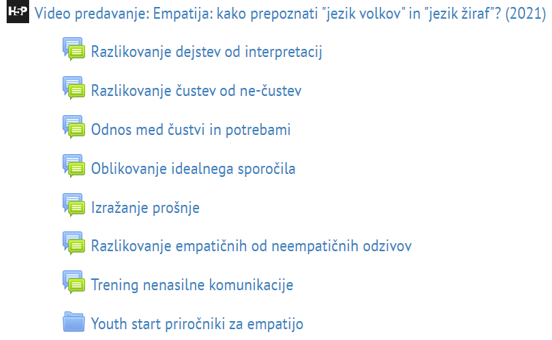 H-P Video predavanje: Empatija: kako prepoznati "jezik volkov" in "jezik žiraf"? (2021)
Razlikovanje dejstev od interpretacij
Razlikovanje čustev od ne-čustev
Odnos med čustvi in potrebami
Oblikovanje idealnega sporočila
Izražanje prošnje
Razlikovanje empatičnih od neempatičnih odzivov
Trening nenasilne komunikacije
Youth start priročniki za empatijo